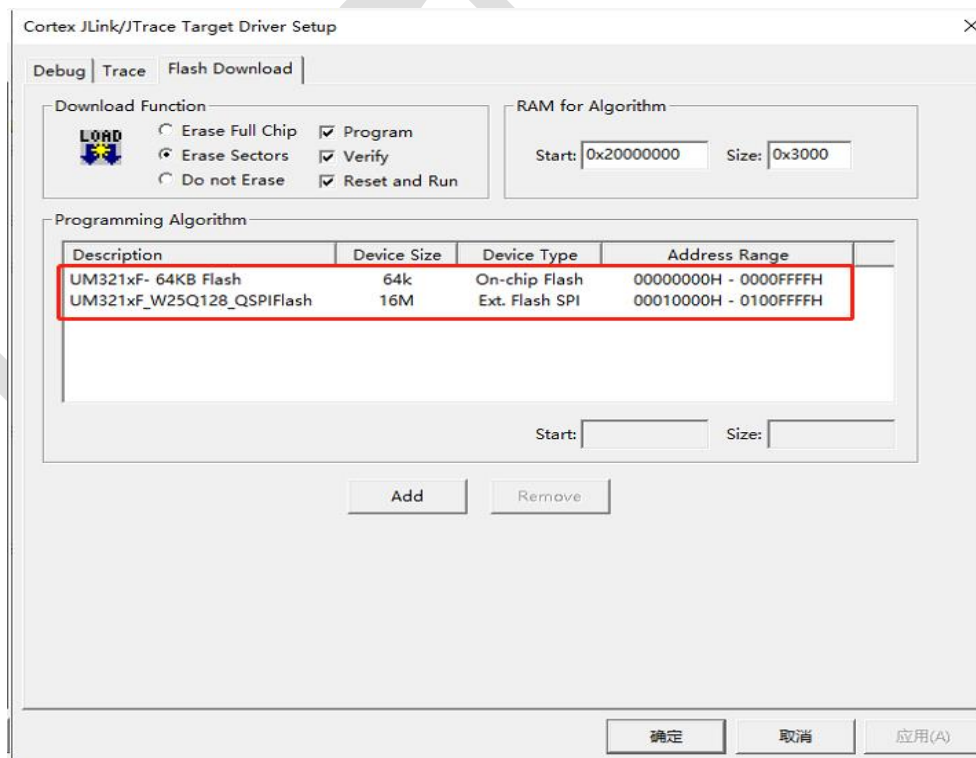 Cortex JLink/JTrace Target Driver Setup
Debug Trace Flash Download
Download Function
LOAD
Erase Full Chip Program
Erase Sectors Verify
Do not Erase Reset and Run
RAM for Algorithm
Start: 0x20000000 Size: 0x3000
Programming Algorithm
Description Device Size Device Type Address Range
UM321xF- 64KB Flash 64k On-chip Flash 00000000H - 0000FFFFH
UM321xF_W25Q128_QSPIFlash 16M Ext. Flash SPI 00010000H - 0100FFFFH
Start: Size:
Add Remove
确定 取消 应用(A)